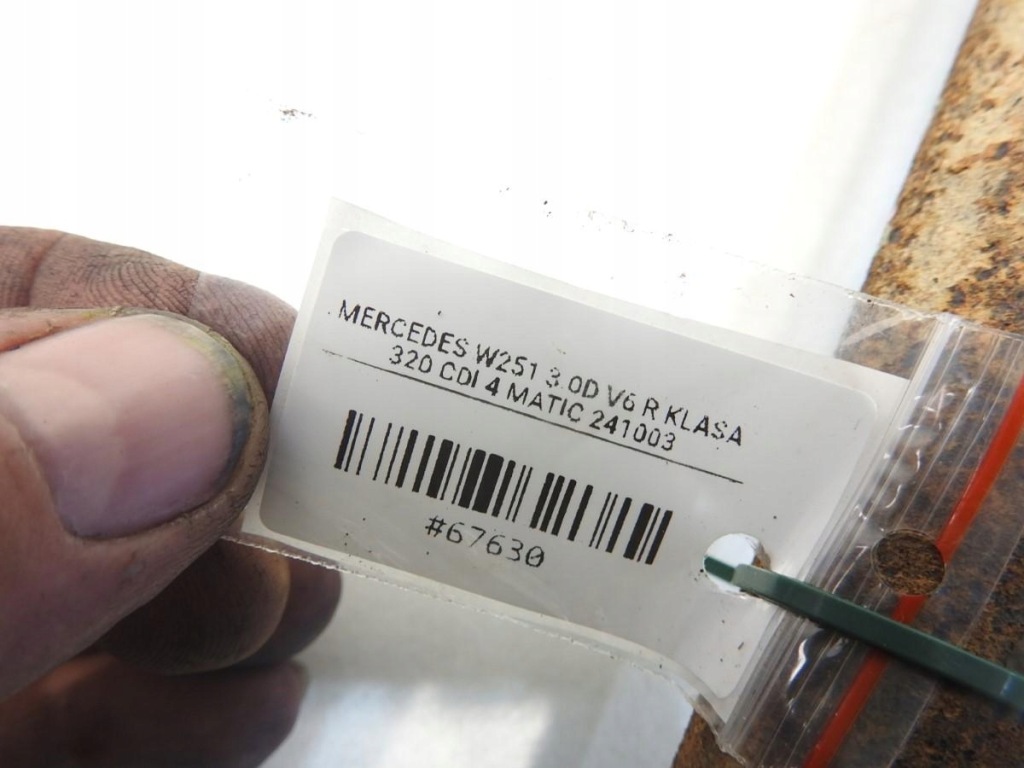 MERCEDES W251 3.0D V6 R KLASA
320 CDI 4 MATIC 241003
#67630